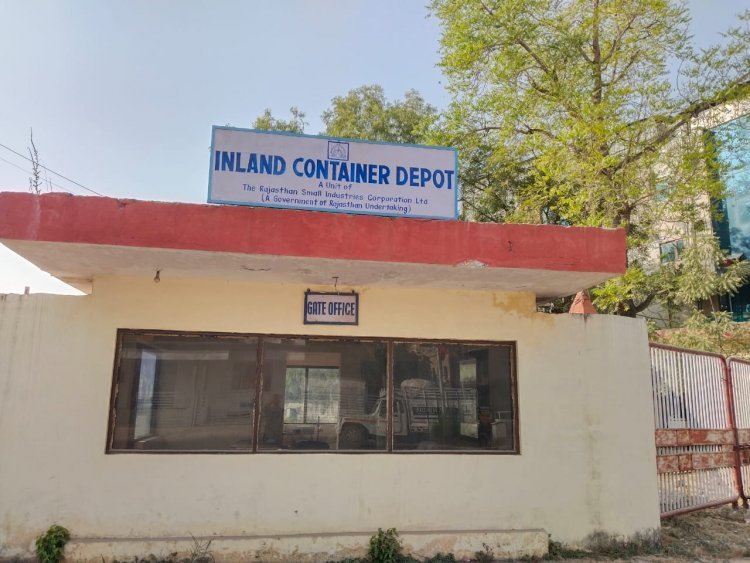 INLAND CONTAINER DEPOT
A Unit of
The Rajasthan Small Industries Corporation Ltd.
(A Government of Rajasthan Undertaking)
GATE OFFICE